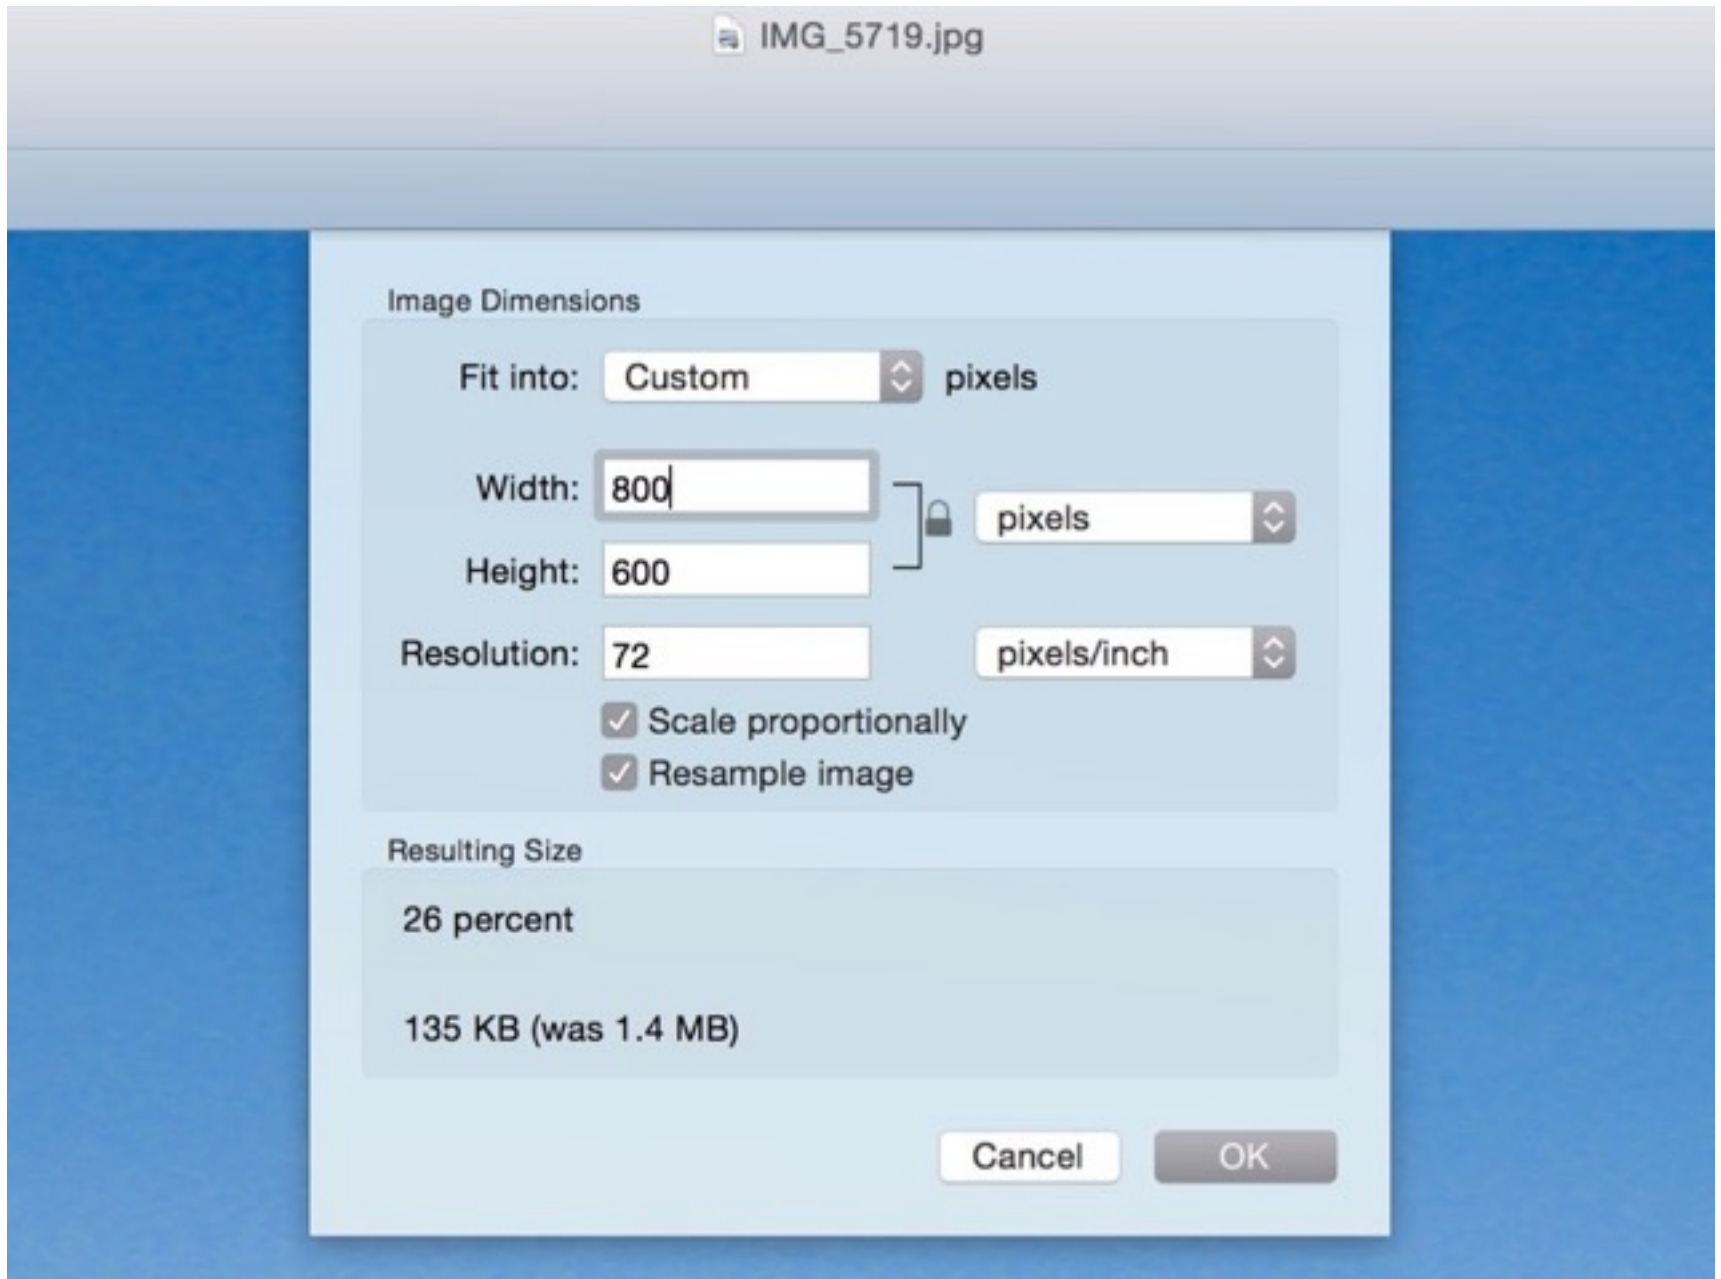 IMG_5719.jpg
Image Dimensions
Fit into: Custom pixels
Width: 800
pixels
Height: 600
Resolution: 72 pixels/inch
Scale proportionally
Resample image
Resulting Size
26 percent
135 KB (was 1.4 MB)
Cancel OK